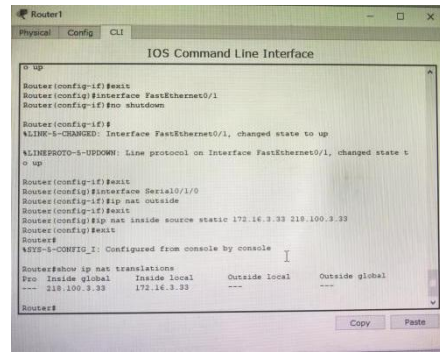 Router1
Physical Config CLI
IOS Command Line Interface
o up
Router(config-if)#exit
Router(config)#interface FastEthernet0/1
Router(config-if)#no shutdown
Router(config-if)#
%LINK-5-CHANGED: Interface FastEthernet0/1, changed state to up
%LINEPROTO-5-UPDOWN: Line protocol on Interface FastEthernet0/1, changed state t
o up
Router(config-if)#exit
Router(config)#interface Serial0/1/0
Router(config-if)#ip nat outside
Router(config-if)#exit
Router(config)#ip nat inside source static 172.16.3.33 218.100.3.33
Router(config)#exit
Router#
%SYS-5-CONFIG_I: Configured from console by console
Router#show ip nat translations
Pro Inside global Inside local Outside local Outside global
--- 218.100.3.33 172.16.3.33 --- ---
Router#
Copy Paste